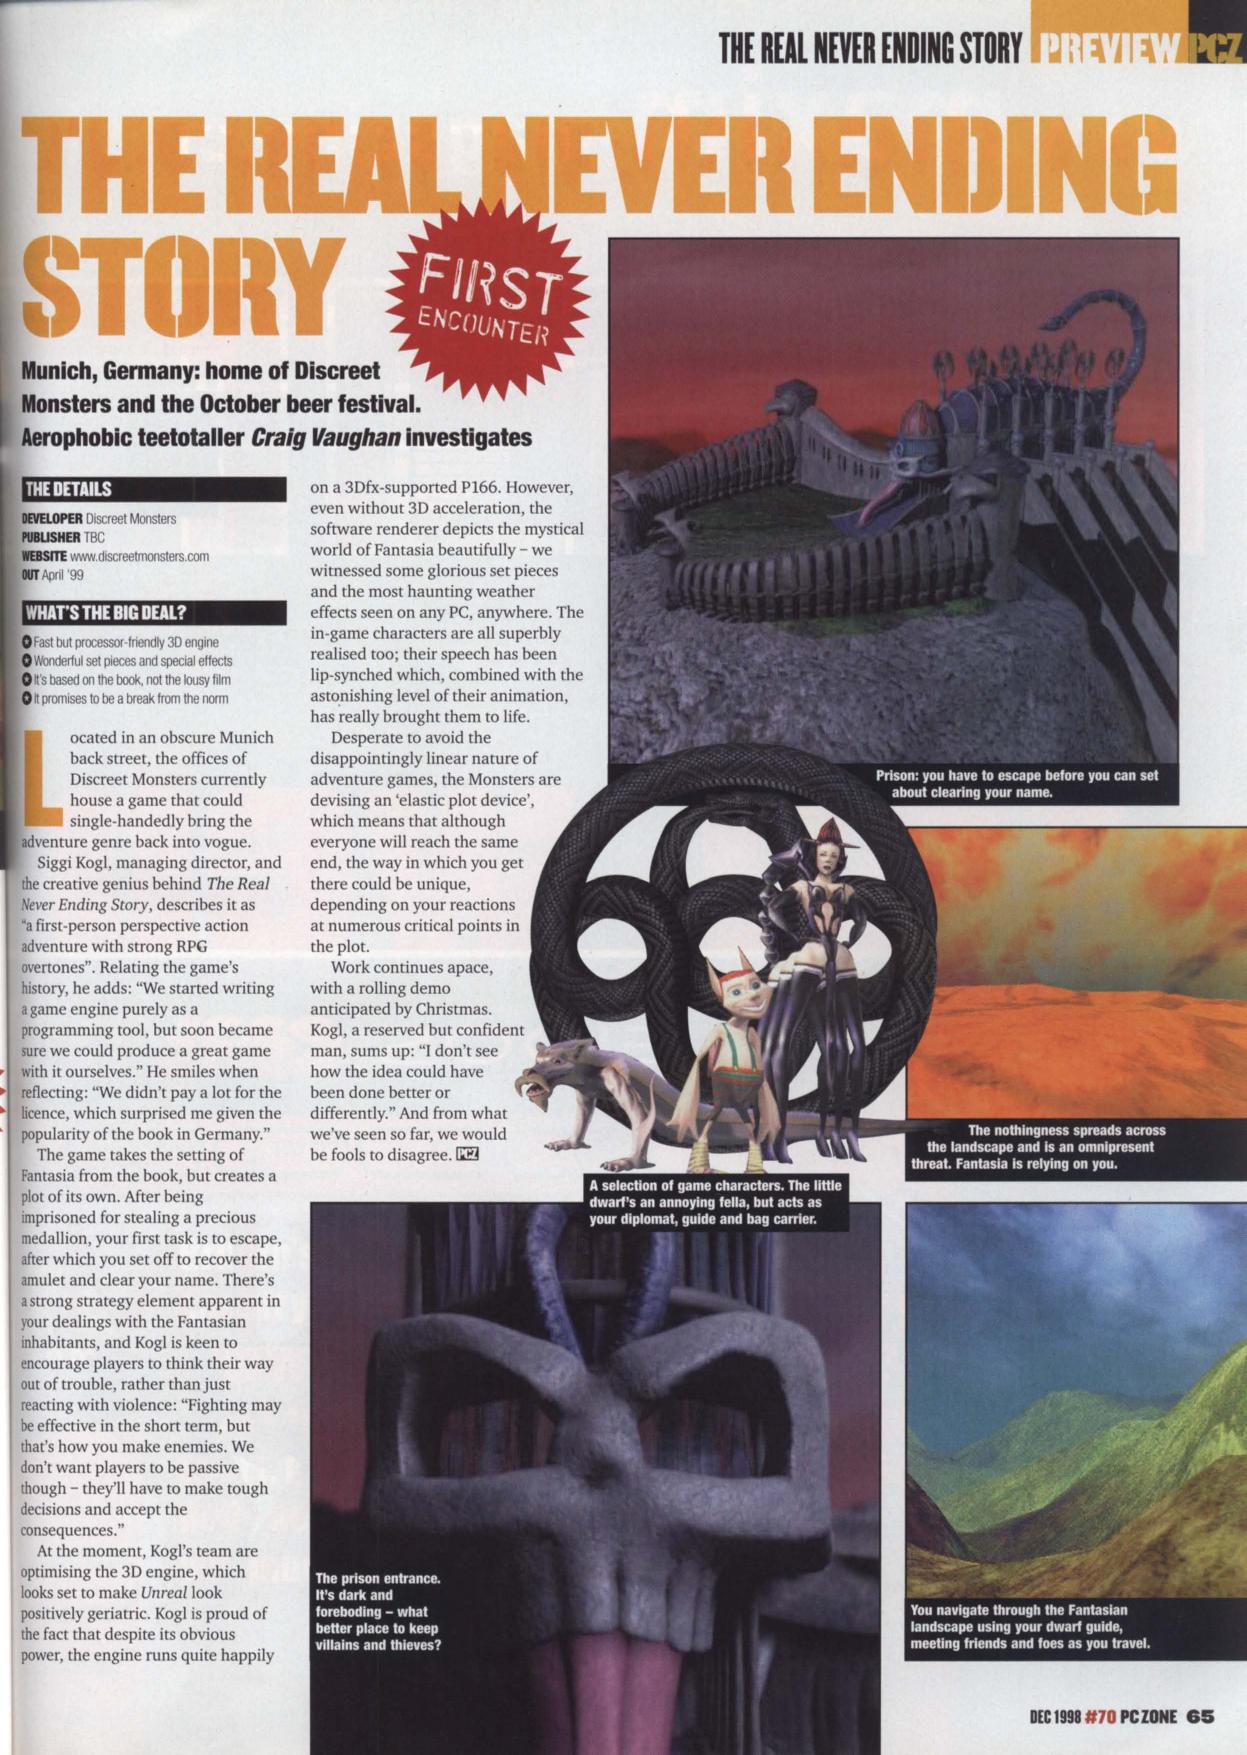 THE REAL NEVER ENDING STORY PREVIEW PCZ
THE REAL NEVER ENDING
STORY
FIRST
ENCOUNTER
Munich, Germany: home of Discreet
Monsters and the October beer festival.
Aerophobic teetotaller Craig Vaughan investigates
THE DETAILS
DEVELOPER Discreet Monsters
PUBLISHER TBC
WEBSITE www.discreetmonsters.com
OUT April '99
WHAT'S THE BIG DEAL?
Fast but processor-friendly 3D engine
Wonderful set pieces and special effects
It's based on the book, not the lousy film
It promises to be a break from the norm
Located in an obscure Munich
back street, the offices of
Discreet Monsters currently
house a game that could
single-handedly bring the
adventure genre back into vogue.
Siggi Kogl, managing director, and
the creative genius behind The Real
Never Ending Story, describes it as
“a first-person perspective action
adventure with strong RPG
overtones”. Relating the game's
history, he adds: “We started writing
a game engine purely as a
programming tool, but soon became
sure we could produce a great game
with it ourselves.” He smiles when
reflecting: “We didn't pay a lot for the
licence, which surprised me given the
popularity of the book in Germany.”
The game takes the setting of
Fantasia from the book, but creates a
plot of its own. After being
imprisoned for stealing a precious
medallion, your first task is to escape,
after which you set off to recover the
amulet and clear your name. There's
a strong strategy element apparent in
your dealings with the Fantasian
inhabitants, and Kogl is keen to
encourage players to think their way
out of trouble, rather than just
reacting with violence: “Fighting may
be effective in the short term, but
that's how you make enemies. We
don't want players to be passive
though – they'll have to make tough
decisions and accept the
consequences.”
At the moment, Kogl's team are
optimising the 3D engine, which
looks set to make Unreal look
positively geriatric. Kogl is proud of
the fact that despite its obvious
power, the engine runs quite happily
on a 3Dfx-supported P166. However,
even without 3D acceleration, the
software renderer depicts the mystical
world of Fantasia beautifully – we
witnessed some glorious set pieces
and the most haunting weather
effects seen on any PC, anywhere. The
in-game characters are all superbly
realised too; their speech has been
lip-synched which, combined with the
astonishing level of their animation,
has really brought them to life.
Desperate to avoid the
disappointingly linear nature of
adventure games, the Monsters are
devising an ‘elastic plot device’,
which means that although
everyone will reach the same
end, the way in which you get
there could be unique,
depending on your reactions
at numerous critical points in
the plot.
Work continues apace,
with a rolling demo
anticipated by Christmas.
Kogl, a reserved but confident
man, sums up: “I don't see
how the idea could have
been done better or
differently.” And from what
we've seen so far, we would
be fools to disagree. PCZ
Prison: you have to escape before you can set
about clearing your name.
The nothingness spreads across
the landscape and is an omnipresent
threat. Fantasia is relying on you.
A selection of game characters. The little
dwarf's an annoying fella, but acts as
your diplomat, guide and bag carrier.
The prison entrance.
It's dark and
foreboding – what
better place to keep
villains and thieves?
You navigate through the Fantasian
landscape using your dwarf guide,
meeting friends and foes as you travel.
DEC 1998 #70 PC ZONE 65